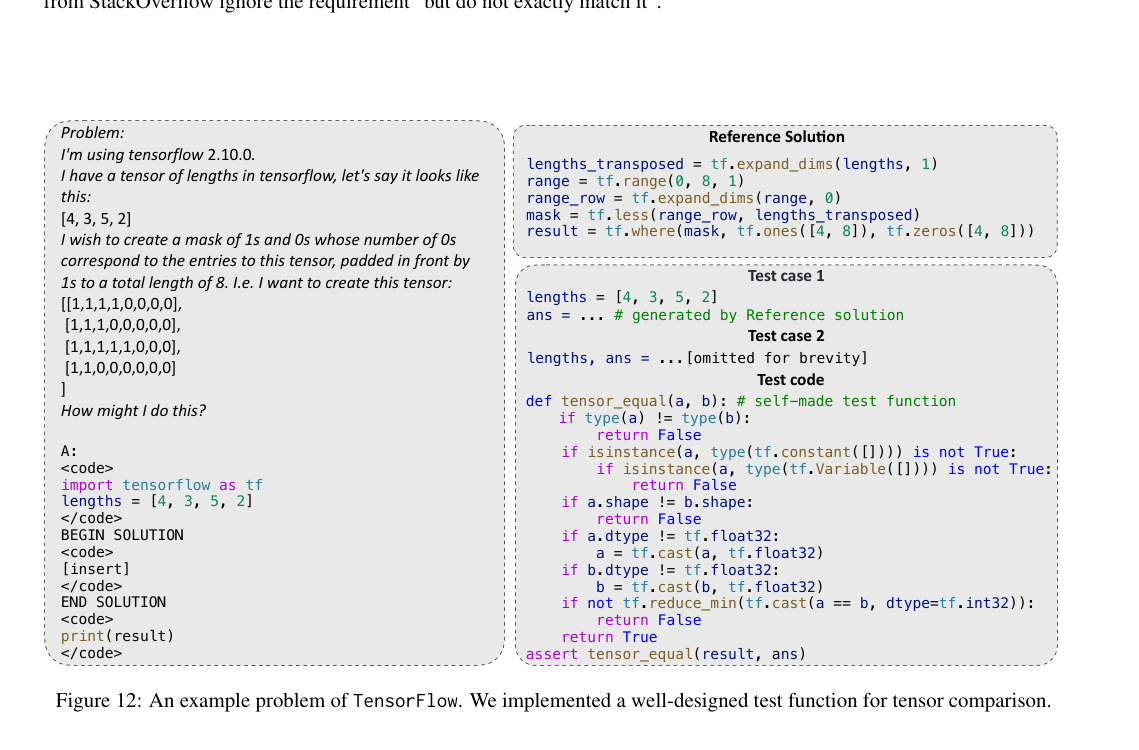 from StackOverflow ignore the requirement "but do not exactly match it".
Problem:
I'm using tensorflow 2.10.0.
I have a tensor of lengths in tensorflow, let's say it looks like
this:
[4, 3, 5, 2]
I wish to create a mask of 1s and 0s whose number of 0s
correspond to the entries to this tensor, padded in front by
1s to a total length of 8. I.e. I want to create this tensor:
[[1,1,1,1,0,0,0,0],
[1,1,1,0,0,0,0,0],
[1,1,1,1,1,0,0,0],
[1,1,0,0,0,0,0,0]
]
How might I do this?
A:
<code>
import tensorflow as tf
lengths = [4, 3, 5, 2]
</code>
BEGIN SOLUTION
<code>
[insert]
</code>
END SOLUTION
<code>
print(result)
</code>
Reference Solution
lengths_transposed = tf.expand_dims(lengths, 1)
range = tf.range(0, 8, 1)
range_row = tf.expand_dims(range, 0)
mask = tf.less(range_row, lengths_transposed)
result = tf.where(mask, tf.ones([4, 8]), tf.zeros([4, 8]))
Test case 1
lengths = [4, 3, 5, 2]
ans = ... # generated by Reference solution
Test case 2
lengths, ans = ...[omitted for brevity]
Test code
def tensor_equal(a, b): # self-made test function
if type(a) != type(b):
return False
if isinstance(a, type(tf.constant([]))) is not True:
if isinstance(a, type(tf.Variable([]))) is not True:
return False
if a.shape != b.shape:
return False
if a.dtype != tf.float32:
a = tf.cast(a, tf.float32)
if b.dtype != tf.float32:
b = tf.cast(b, tf.float32)
if not tf.reduce_min(tf.cast(a == b, dtype=tf.int32)):
return False
return True
assert tensor_equal(result, ans)
Figure 12: An example problem of TensorFlow. We implemented a well-designed test function for tensor comparison.